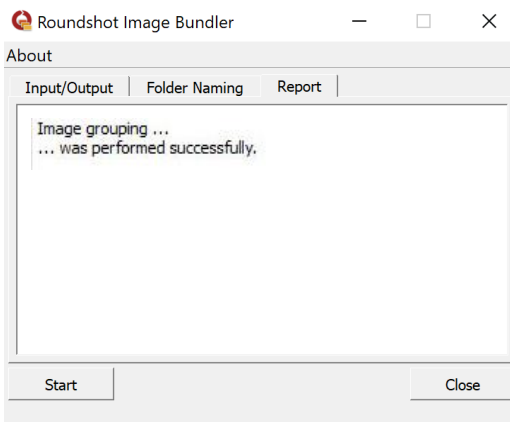 Roundshot Image Bundler
About
Input/Output Folder Naming Report
Image grouping ...
... was performed successfully.
Start Close